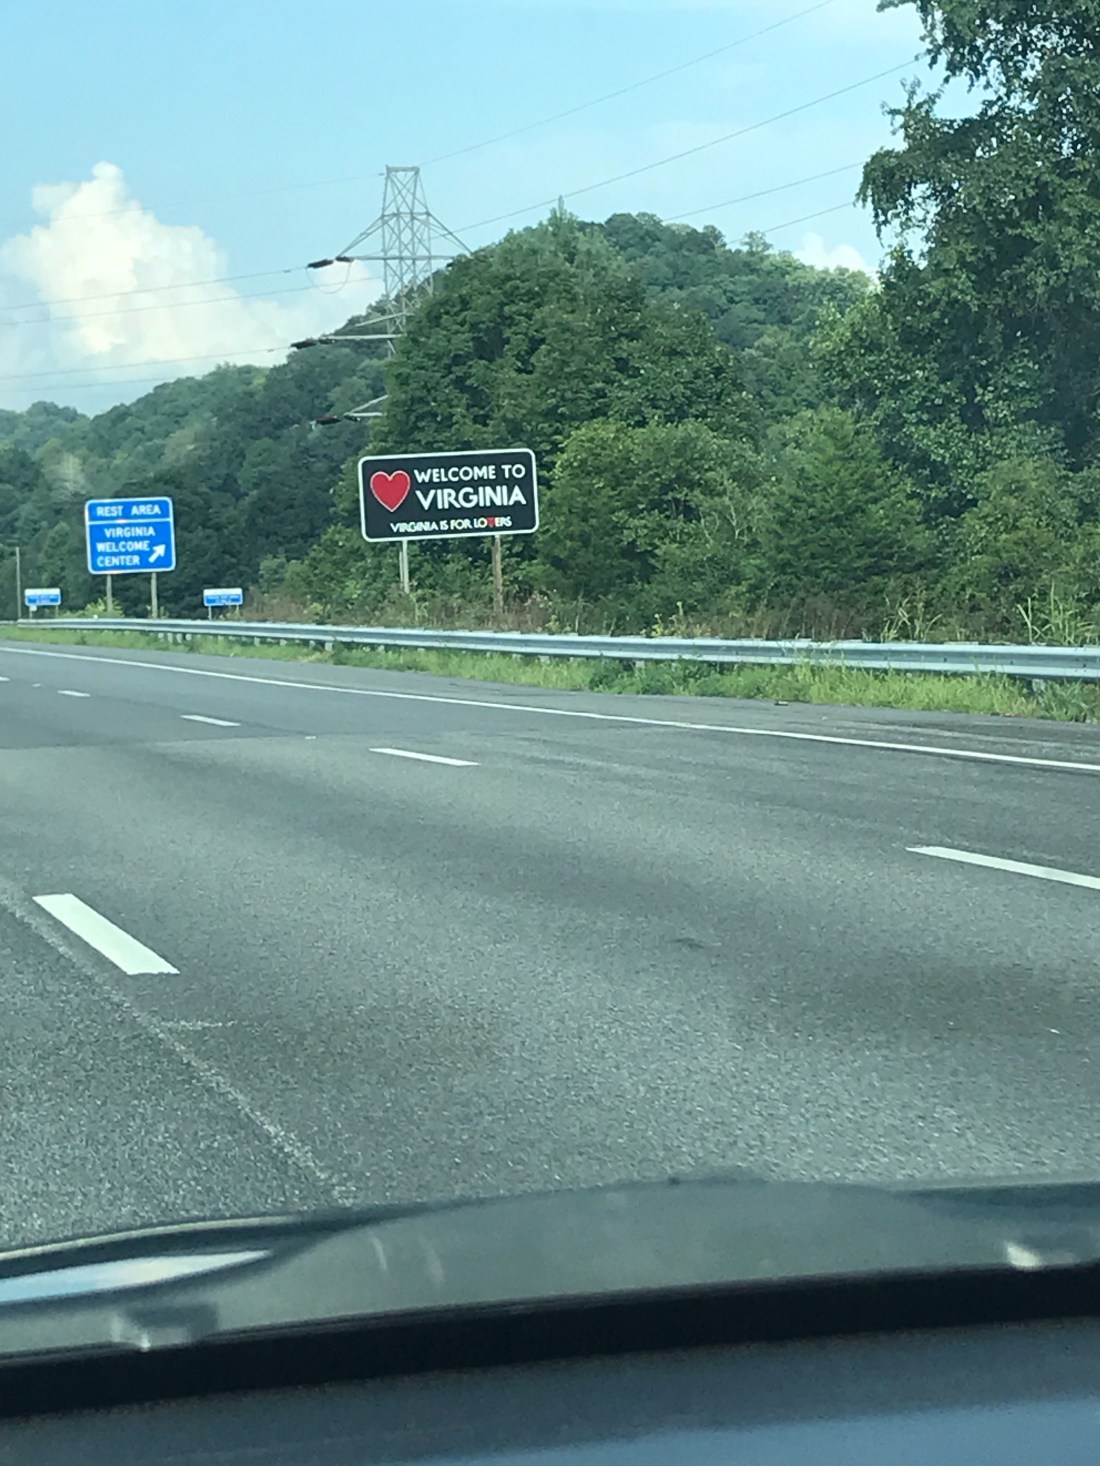 REST AREA
VIRGINIA
WELCOME
CENTER
WELCOME TO
VIRGINIA
VIRGINIA IS FOR LOVERS